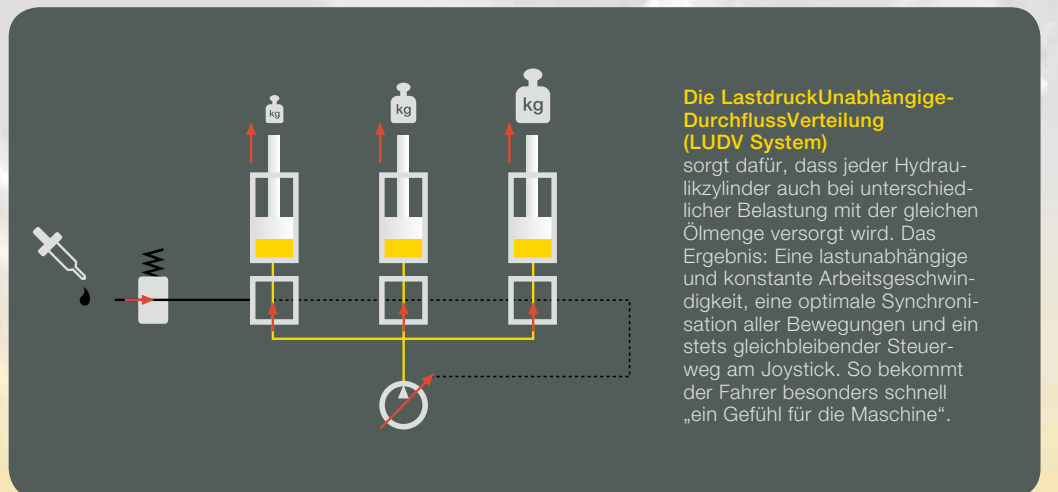 kg
kg
kg
Die LastdruckUnabhängige-
DurchflussVerteilung
(LUDV System)
sorgt dafür, dass jeder Hydrau-
likzylinder auch bei unterschied-
licher Belastung mit der gleichen
Ölmenge versorgt wird. Das
Ergebnis: Eine lastunabhängige
und konstante Arbeitsgeschwin-
digkeit, eine optimale Synchroni-
sation aller Bewegungen und ein
stets gleichbleibender Steuer-
weg am Joystick. So bekommt
der Fahrer besonders schnell
„ein Gefühl für die Maschine“.